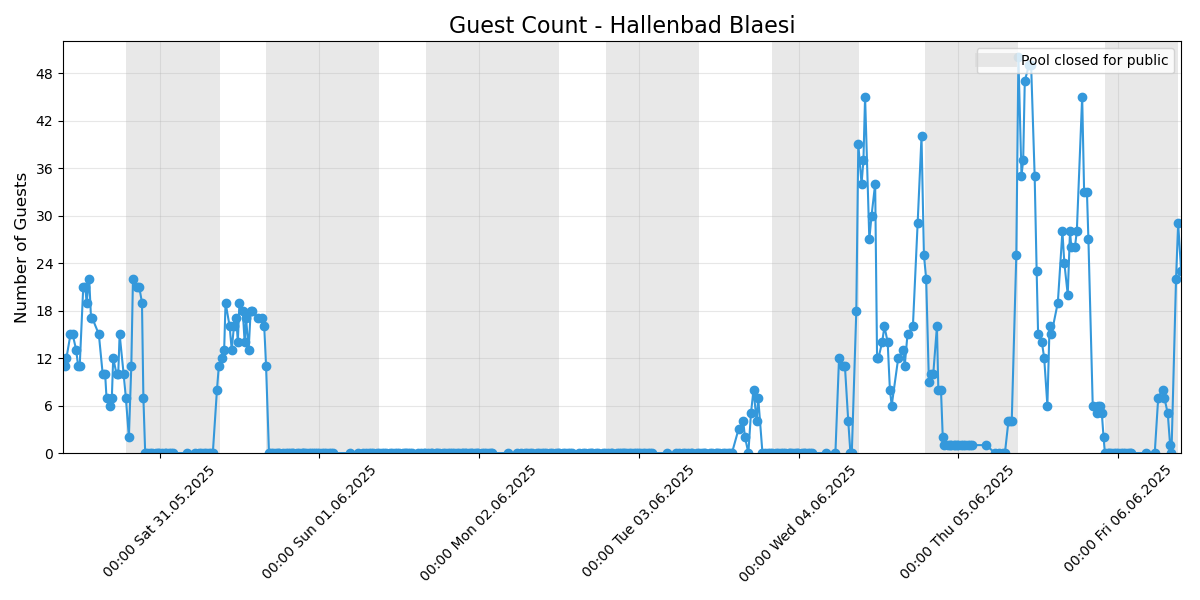 Guest Count - Hallenbad Blaesi
Pool closed for public
Number of Guests
48
42
36
30
24
18
12
6
0
00:00 Sat 31.05.2025
00:00 Sun 01.06.2025
00:00 Mon 02.06.2025
00:00 Tue 03.06.2025
00:00 Wed 04.06.2025
00:00 Thu 05.06.2025
00:00 Fri 06.06.2025